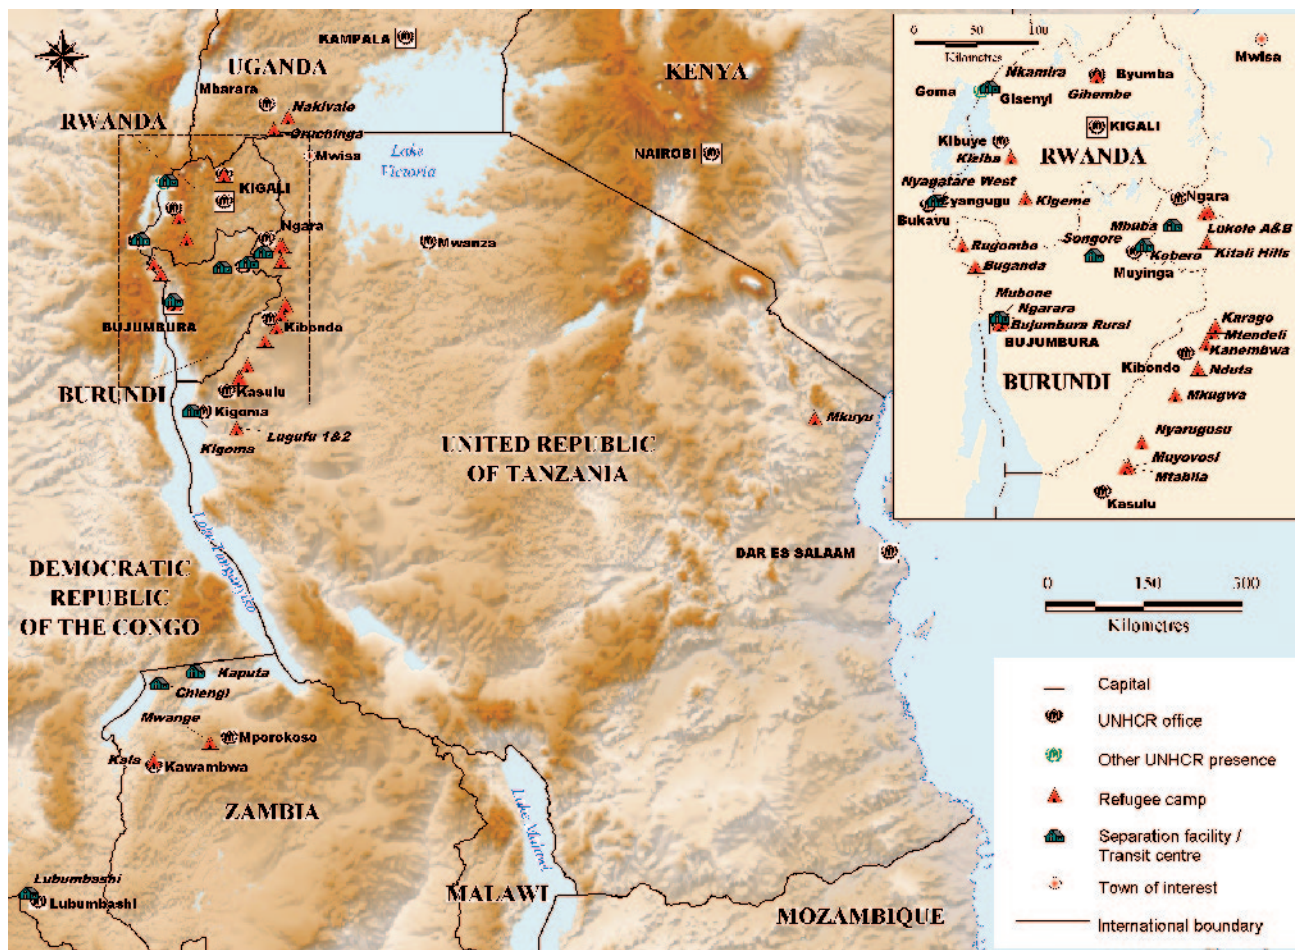 KAMPALA
UGANDA
Mbarara
Nakivale
Oruchinga
KENYA
RWANDA
Mwisa
Lake
Victoria
NAIROBI
KIGALI
Ngara
Mwanza
BUJUMBURA
Kibondo
BURUNDI
Kasulu
Kigoma
Lugufu 1&2
Kigoma
Mkuyu
UNITED REPUBLIC
OF TANZANIA
Lake Tanganyika
DAR ES SALAAM
DEMOCRATIC
REPUBLIC
OF THE CONGO
Kaputa
Chiengi
Mwange
Mporokoso
Kala
Kawambwa
ZAMBIA
Lake Malawi
Lubumbashi
Lubumbashi
MALAWI
MOZAMBIQUE
0 50 100
Kilometres
Mwisa
Nkamira
Byumba
Goma
Gisenyi
Gihembe
KIGALI
Kibuye
Kiziba
RWANDA
Nyagatare West
Cyangugu
Kigeme
Ngara
Bukavu
Mbuba
Lukole A&B
Rugombo
Songore
Kobero
Kitali Hills
Buganda
Muyinga
Mubone
Ngarara
Bujumbura Rural
BUJUMBURA
Karago
Mtendeli
Kanembwa
Kibondo
BURUNDI
Nduta
Mkugwa
Nyarugusu
Muyovosi
Mtabila
Kasulu
0 150 300
Kilometres
Capital
UNHCR office
Other UNHCR presence
Refugee camp
Separation facility /
Transit centre
Town of interest
International boundary